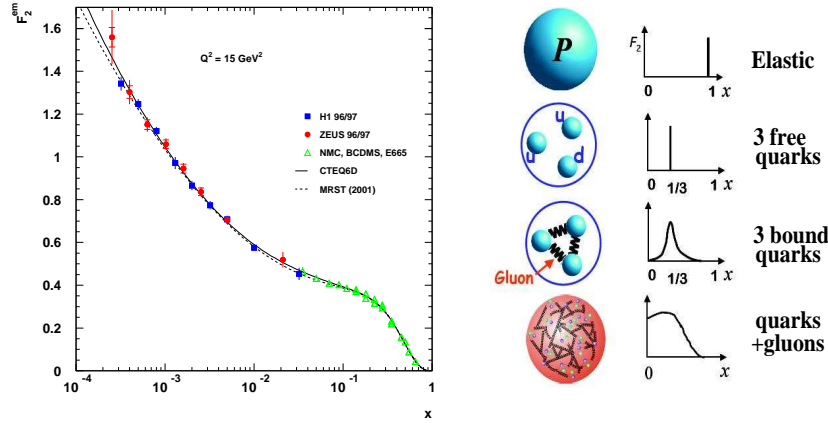 F₂ᵉᵐ
1.6
1.4
1.2
1
0.8
0.6
0.4
0.2
0
10⁻⁴
10⁻³
10⁻²
10⁻¹
1
x
Q² = 15 GeV²
H1 96/97
ZEUS 96/97
NMC, BCDMS, E665
CTEQ6D
MRST (2001)
P
F₂
0
1
x
Elastic
u
u
d
0
1/3
1
x
3 free
quarks
Gluon
0
1/3
1
x
3 bound
quarks
0
1
x
quarks
+gluons